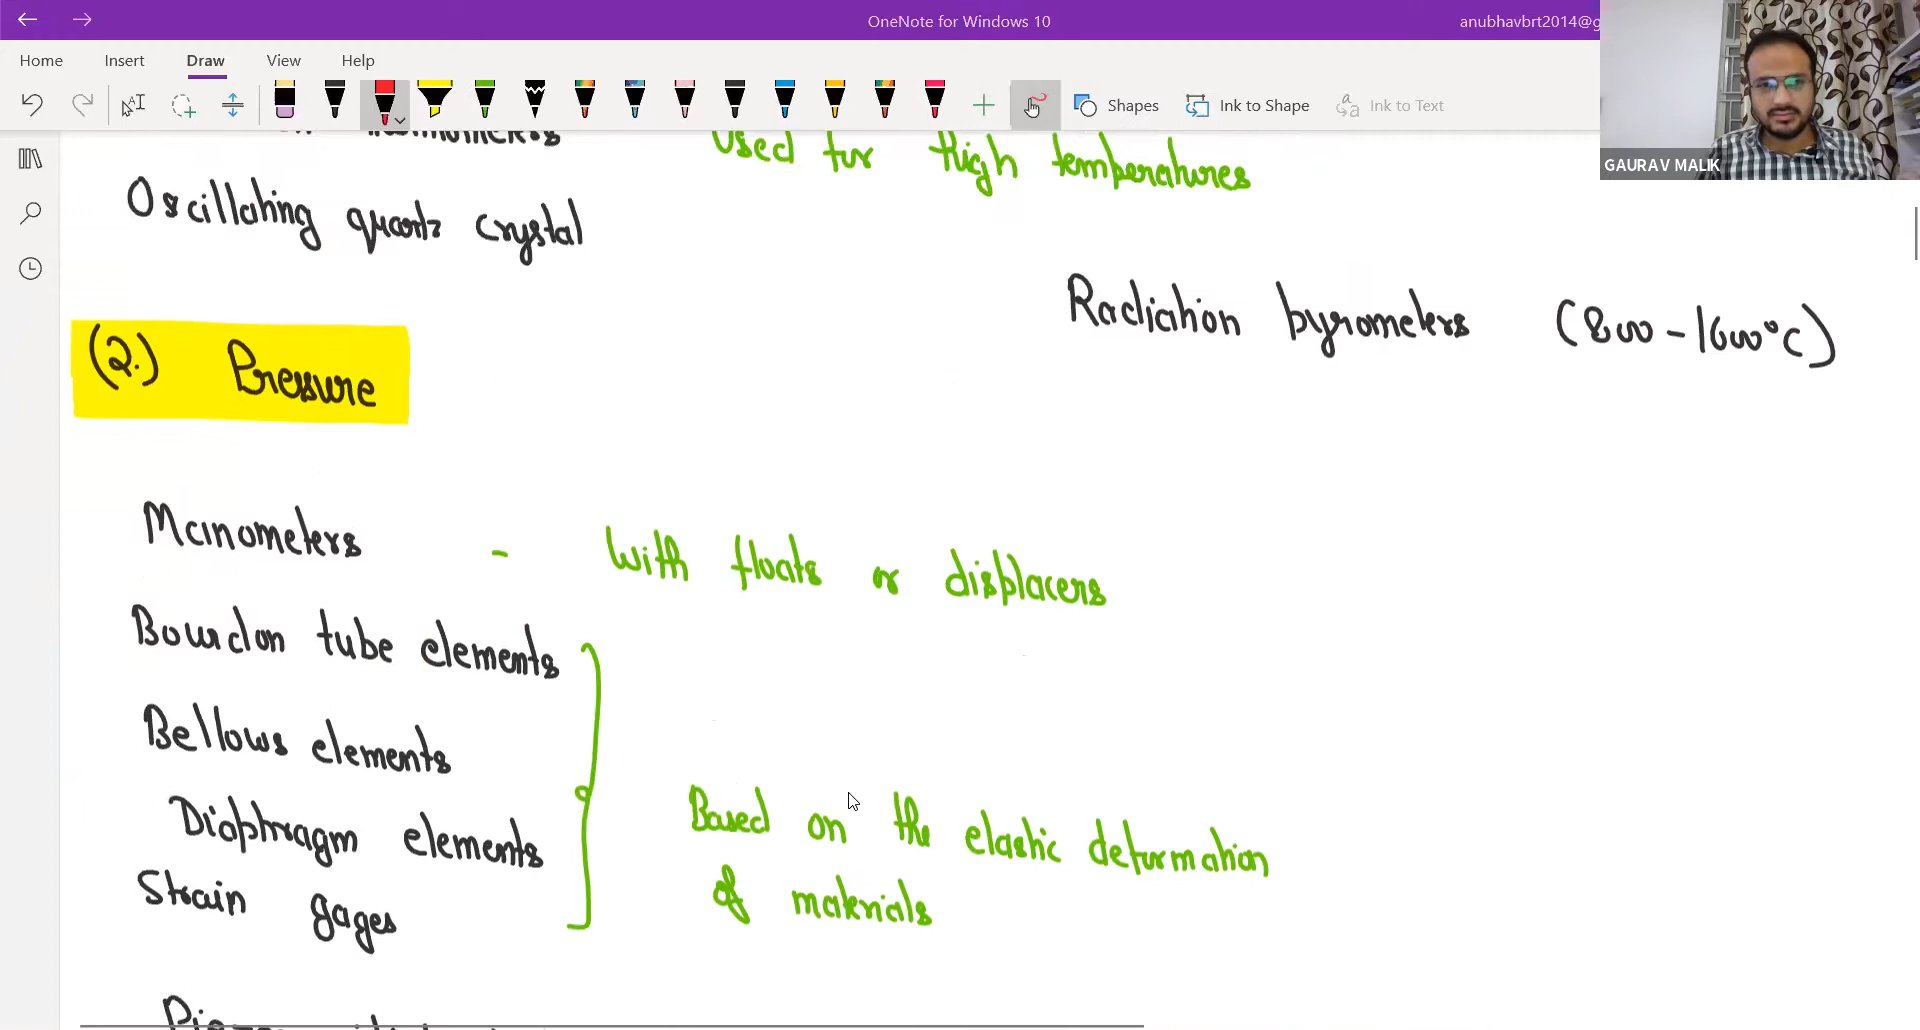 OneNote for Windows 10
anubhavbrt2014@g
Home Insert Draw View Help
Shapes Ink to Shape Ink to Text
GAURAV MALIK
Used for High temperatures
Oscillating quartz crystal
Radiation pyrometers (800 - 1600°C)
(2.) Pressure
Manometers - with floats or displacers
Bourdon tube elements
Bellows elements
Diaphragm elements
Based on the elastic deformation
of materials
Strain gages